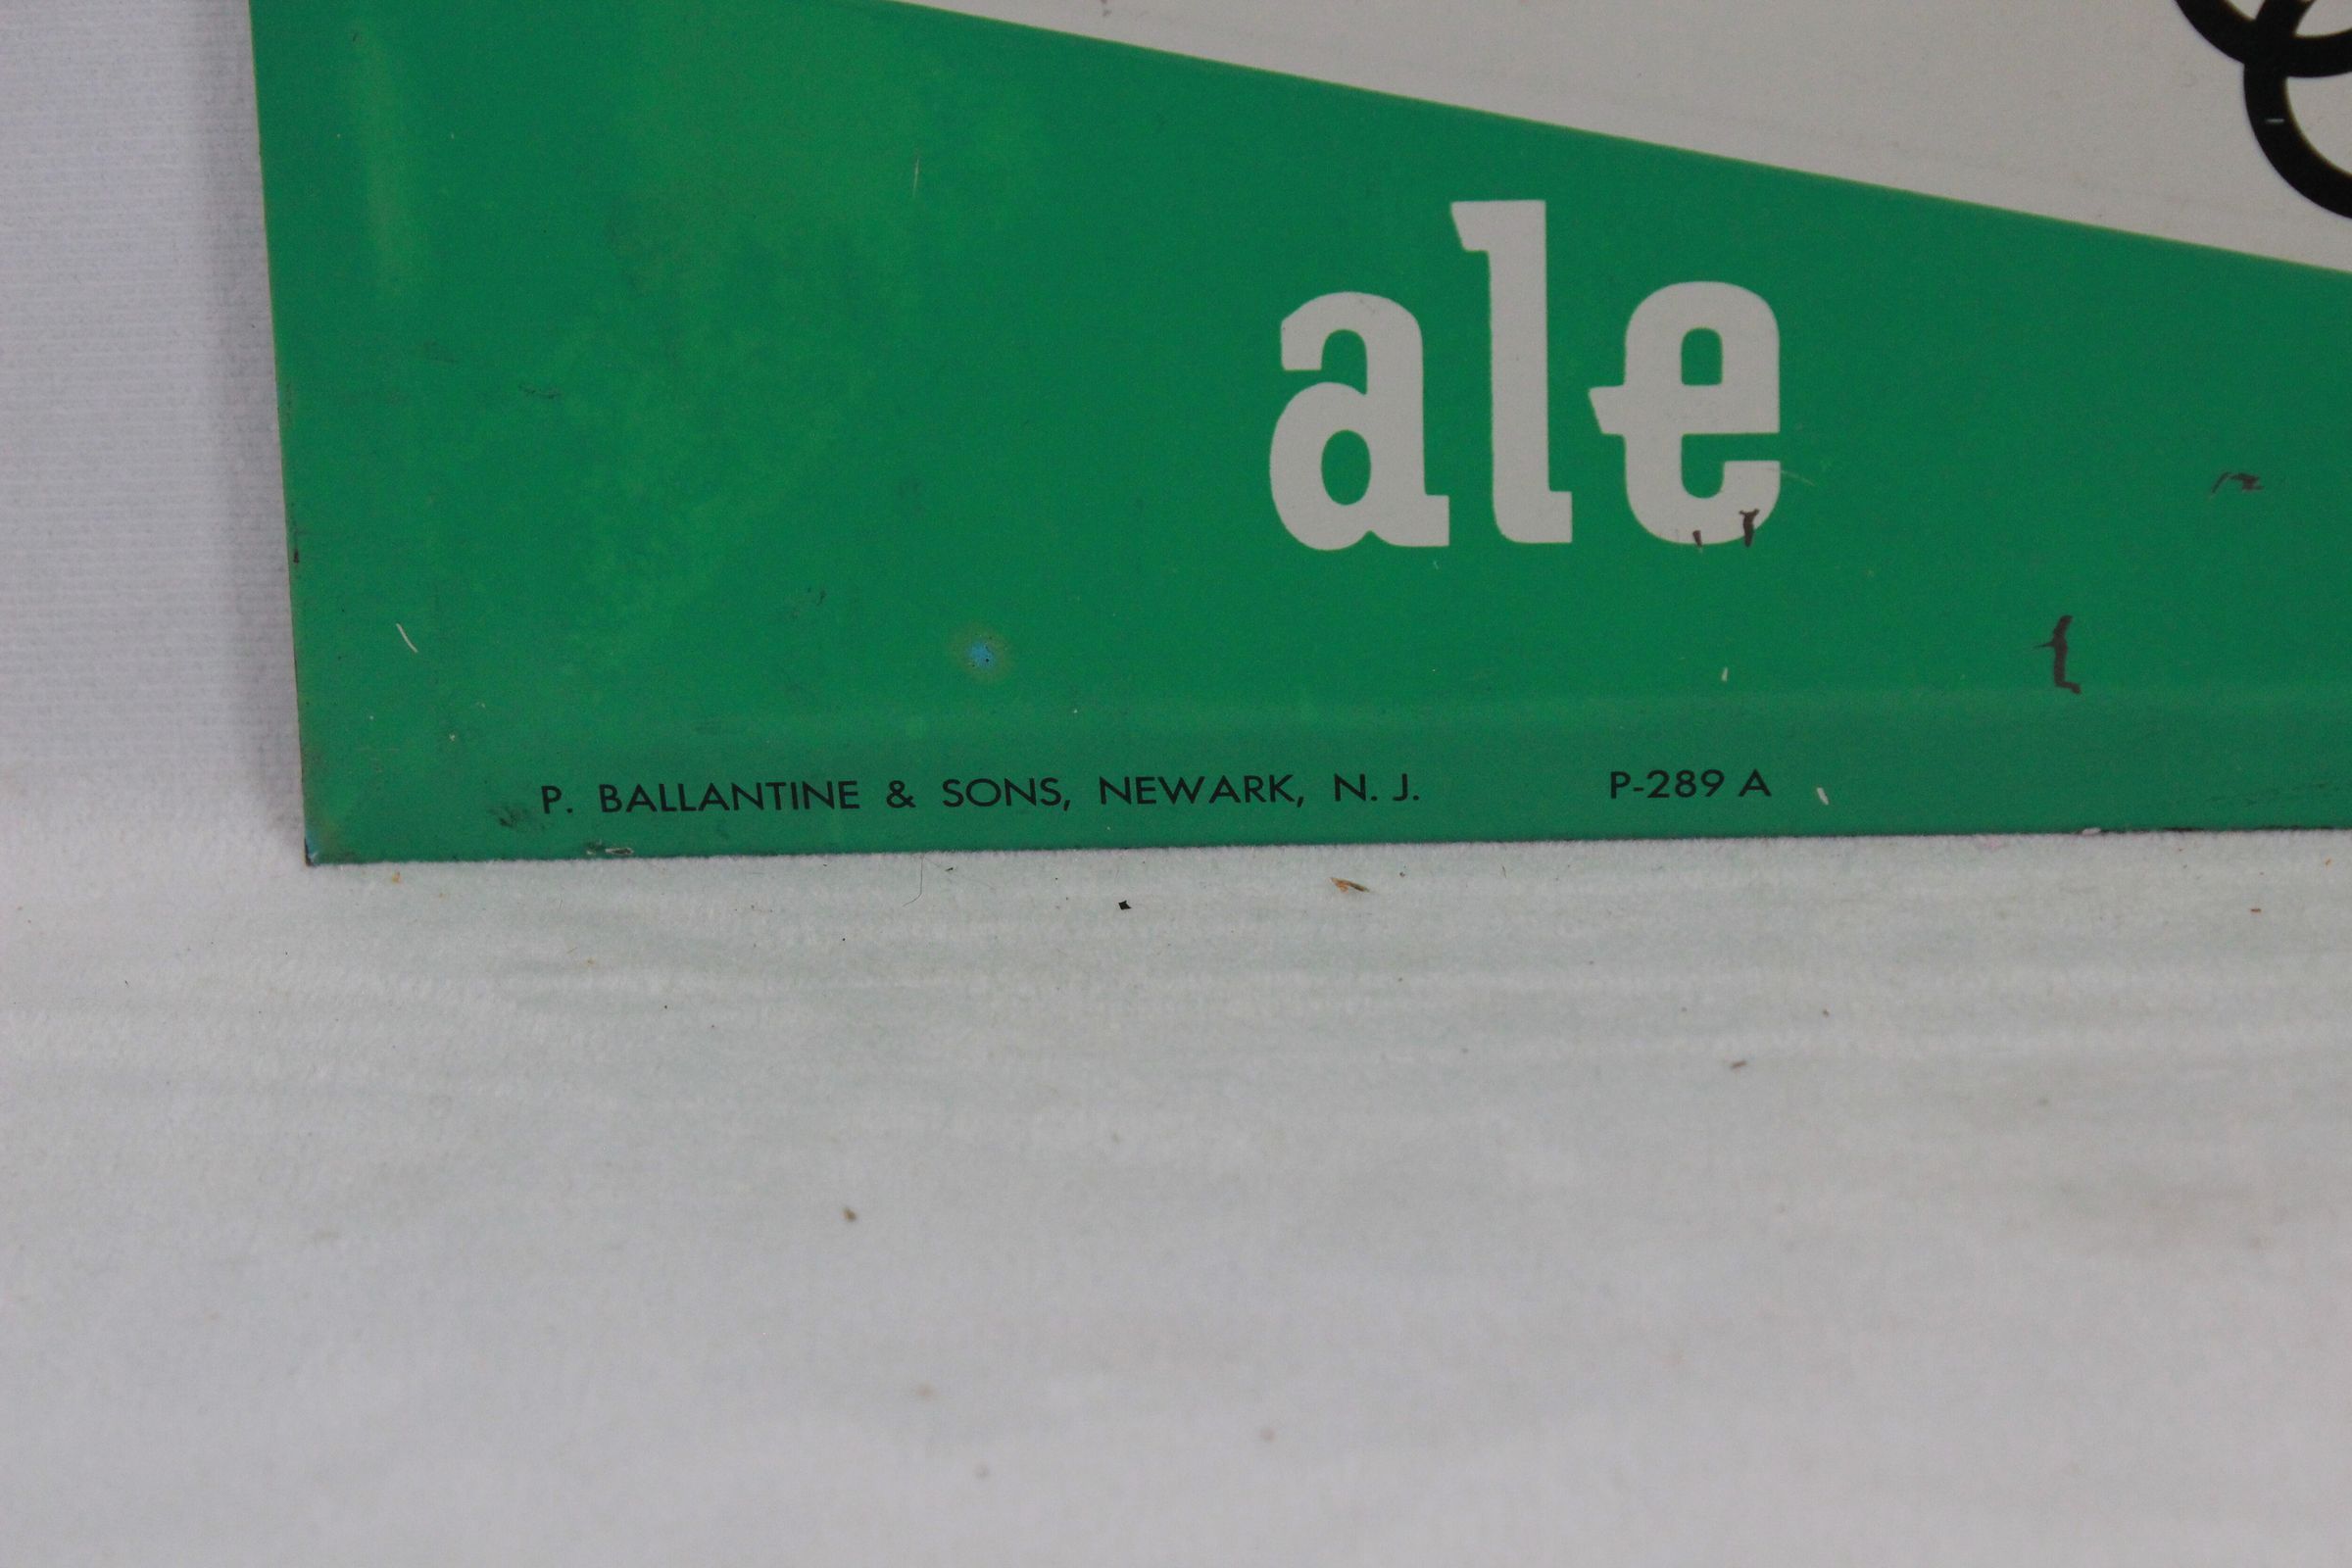 ale
P. BALLANTINE & SONS, NEWARK, N. J. P-289 A